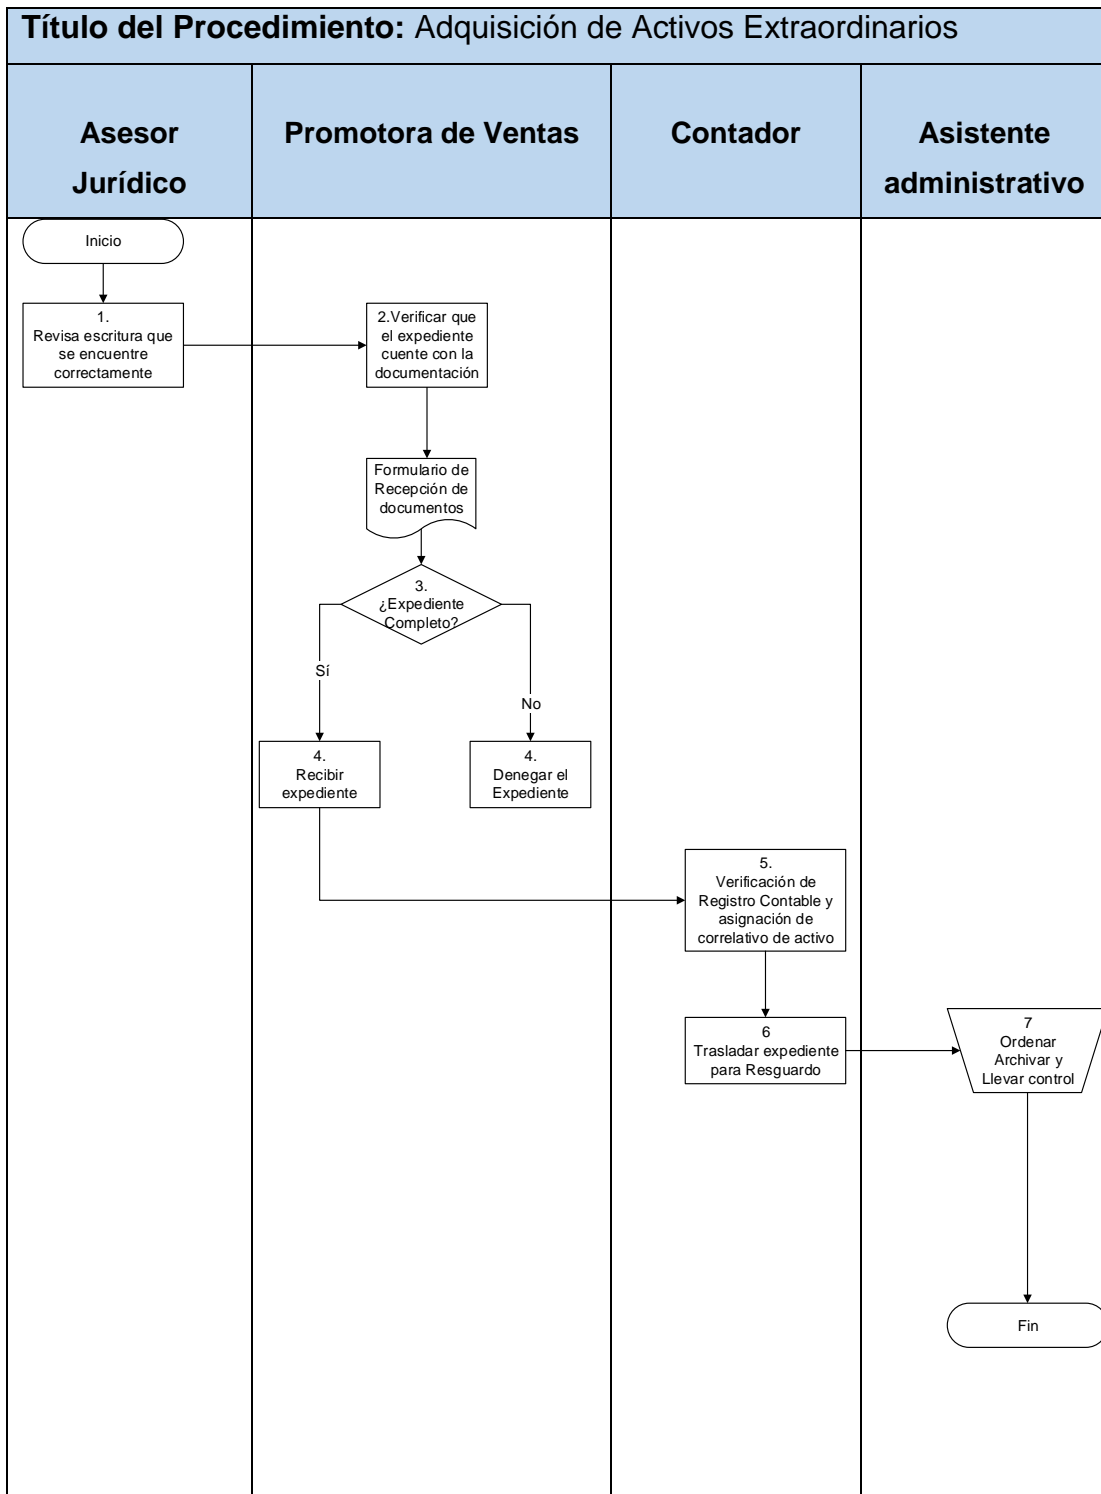 Título del Procedimiento: Adquisición de Activos Extraordinarios
Asesor
Jurídico
Promotora de Ventas
Contador
Asistente
administrativo
Inicio
1.
Revisa escritura que
se encuentre
correctamente
2.Verificar que
el expediente
cuente con la
documentación
Formulario de
Recepción de
documentos
3.
¿Expediente
Completo?
Sí
No
4.
Recibir
expediente
4.
Denegar el
Expediente
5.
Verificación de
Registro Contable y
asignación de
correlativo de activo
6
Trasladar expediente
para Resguardo
7
Ordenar
Archivar y
Llevar control
Fin